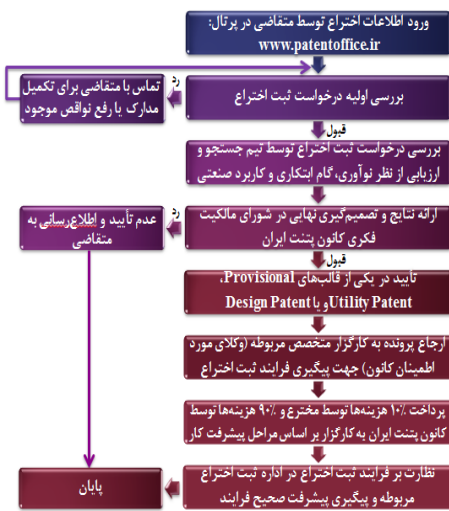 ورود اطلاعات اختراع توسط متقاضی در پرتال:
www.patentoffice.ir
بررسی اولیه درخواست ثبت اختراع
رد
تماس با متقاضی برای تکمیل
مدارک یا رفع نواقص موجود
قبول
بررسی درخواست ثبت اختراع توسط تیم جستجو و
ارزیابی از نظر نوآوری، گام ابتکاری و کاربرد صنعتی
ارائه نتایج و تصمیم‌گیری نهایی در شورای مالکیت
فکری کانون پتنت ایران
رد
عدم تأیید و اطلاع‌رسانی به
متقاضی
قبول
تأیید در یکی از قالب‌های Provisional،
Utility Patent و یا Design Patent
ارجاع پرونده به کارگزار متخصص مربوطه (وکلای مورد
اطمینان کانون) جهت پیگیری فرایند ثبت اختراع
پرداخت ۱۰٪ هزینه‌ها توسط مخترع و ۹۰٪ هزینه‌ها توسط
کانون پتنت ایران به کارگزار بر اساس مراحل پیشرفت کار
نظارت بر فرایند ثبت اختراع در اداره ثبت اختراع
مربوطه و پیگیری پیشرفت صحیح فرایند
پایان